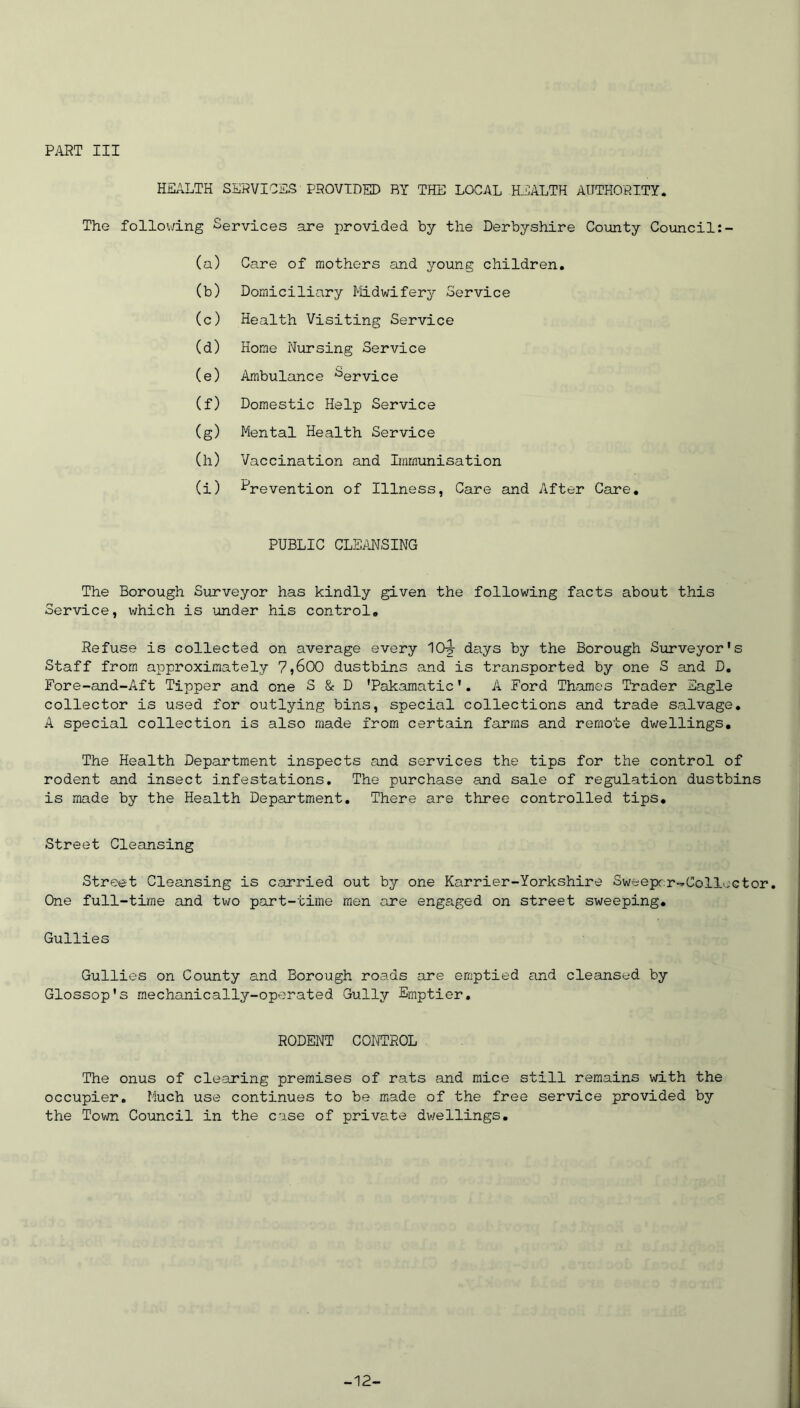 PART III
HEALTH SERVICES PROVIDED BY THE LOCAL HEALTH AUTHORITY.
The following Services are provided by the Derbyshire County Council:-
(a) Care of mothers and young children.
(b) Domiciliary Midwifery Service
(c) Health Visiting Service
(d) Home Nursing Service
(e) Ambulance Service
(f) Domestic Help Service
(g) Mental Health Service
(h) Vaccination and Immunisation
(i) Prevention of Illness, Care and After Care.
PUBLIC CLEANSING
The Borough Surveyor has kindly given the following facts about this
Service, which is under his control.
Refuse is collected on average every 10½ days by the Borough Surveyor's
Staff from approximately 7,600 dustbins and is transported by one S and D.
Fore-and-Aft Tipper and one S & D 'Pakamatic'. A Ford Thames Trader Eagle
collector is used for outlying bins, special collections and trade salvage.
A special collection is also made from certain farms and remote dwellings.
The Health Department inspects and services the tips for the control of
rodent and insect infestations. The purchase and sale of regulation dustbins
is made by the Health Department. There are three controlled tips.
Street Cleansing
Street Cleansing is carried out by one Karrier-Yorkshire Sweeper-Collector.
One full-time and two part-time men are engaged on street sweeping.
Gullies
Gullies on County and Borough roads are emptied and cleansed by
Glossop's mechanically-operated Gully Emptier.
RODENT CONTROL
The onus of clearing premises of rats and mice still remains with the
occupier. Much use continues to be made of the free service provided by
the Town Council in the case of private dwellings.
-12-